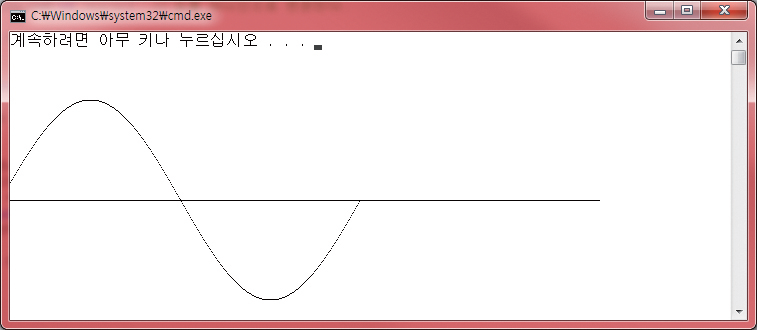 C:₩Windows₩system32₩cmd.exe
계속하려면 아무 키나 누르십시오 . . .